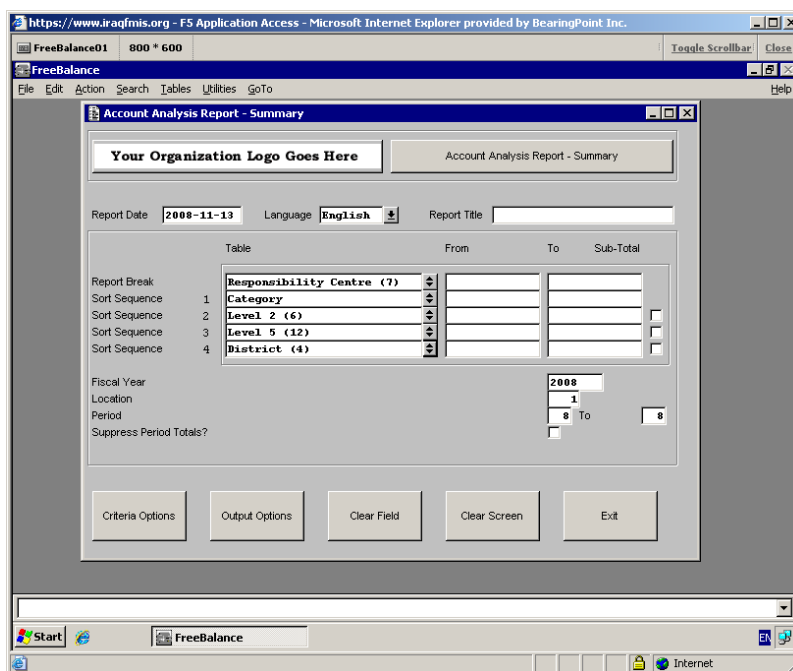 https://www.iraqfmis.org - F5 Application Access - Microsoft Internet Explorer provided by BearingPoint Inc.
FreeBalance01 800 * 600 Toggle Scrollbar Close
FreeBalance
File Edit Action Search Tables Utilities GoTo Help
Account Analysis Report - Summary
Your Organization Logo Goes Here Account Analysis Report - Summary
Report Date 2008-11-13 Language English Report Title
Table From To Sub-Total
Report Break Responsibility Centre (7)
Sort Sequence 1 Category
Sort Sequence 2 Level 2 (6)
Sort Sequence 3 Level 5 (12)
Sort Sequence 4 District (4)
Fiscal Year 2008
Location 1
Period 8 To 8
Suppress Period Totals?
Criteria Options Output Options Clear Field Clear Screen Exit
Start FreeBalance EN
Internet